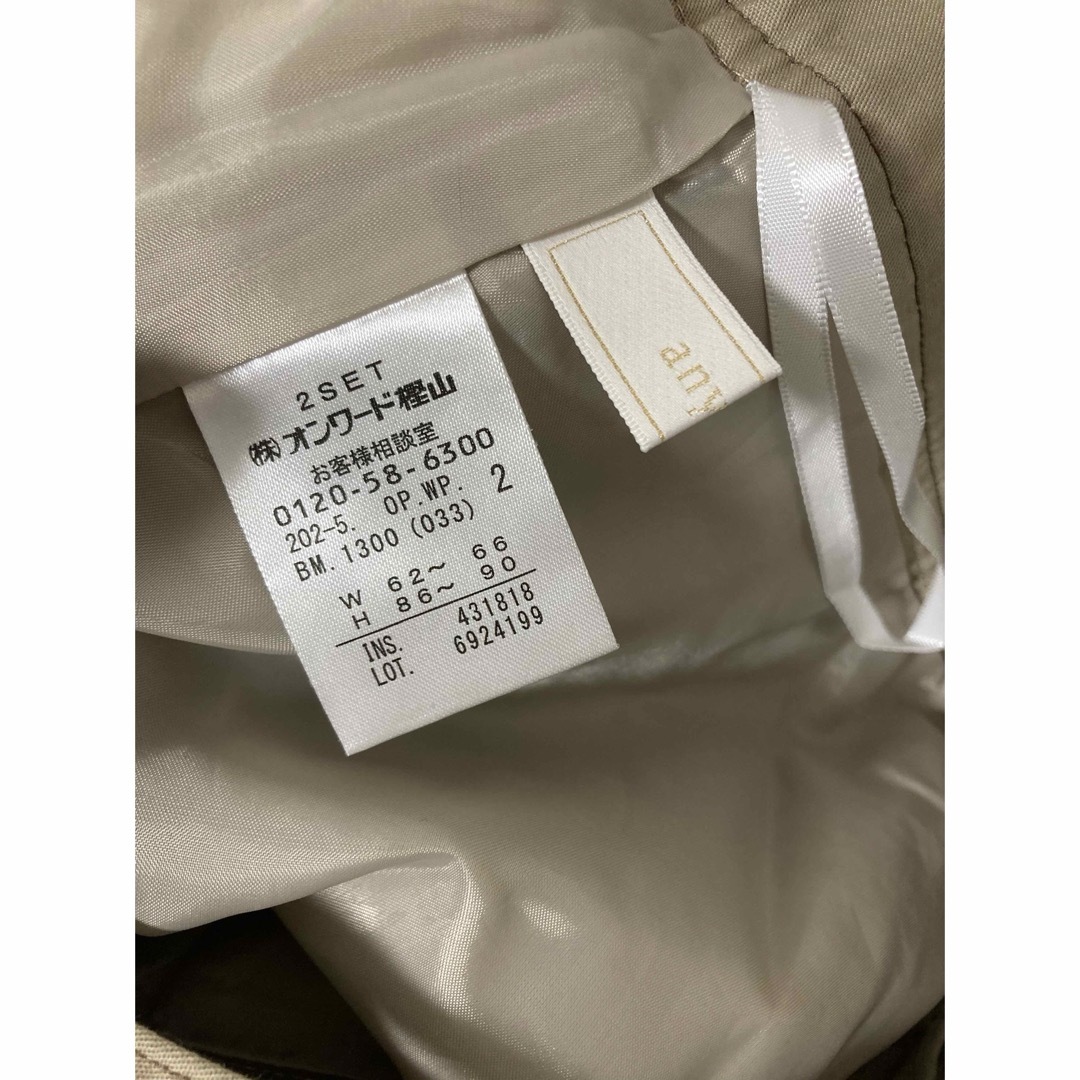 2SET
(株)オンワード樫山
お客様相談室
0120-58-6300
202-5. OP.WP. 2
BM.1300 (033)
W 62～ 66
H 86～ 90
INS. 431818
LOT. 6924199